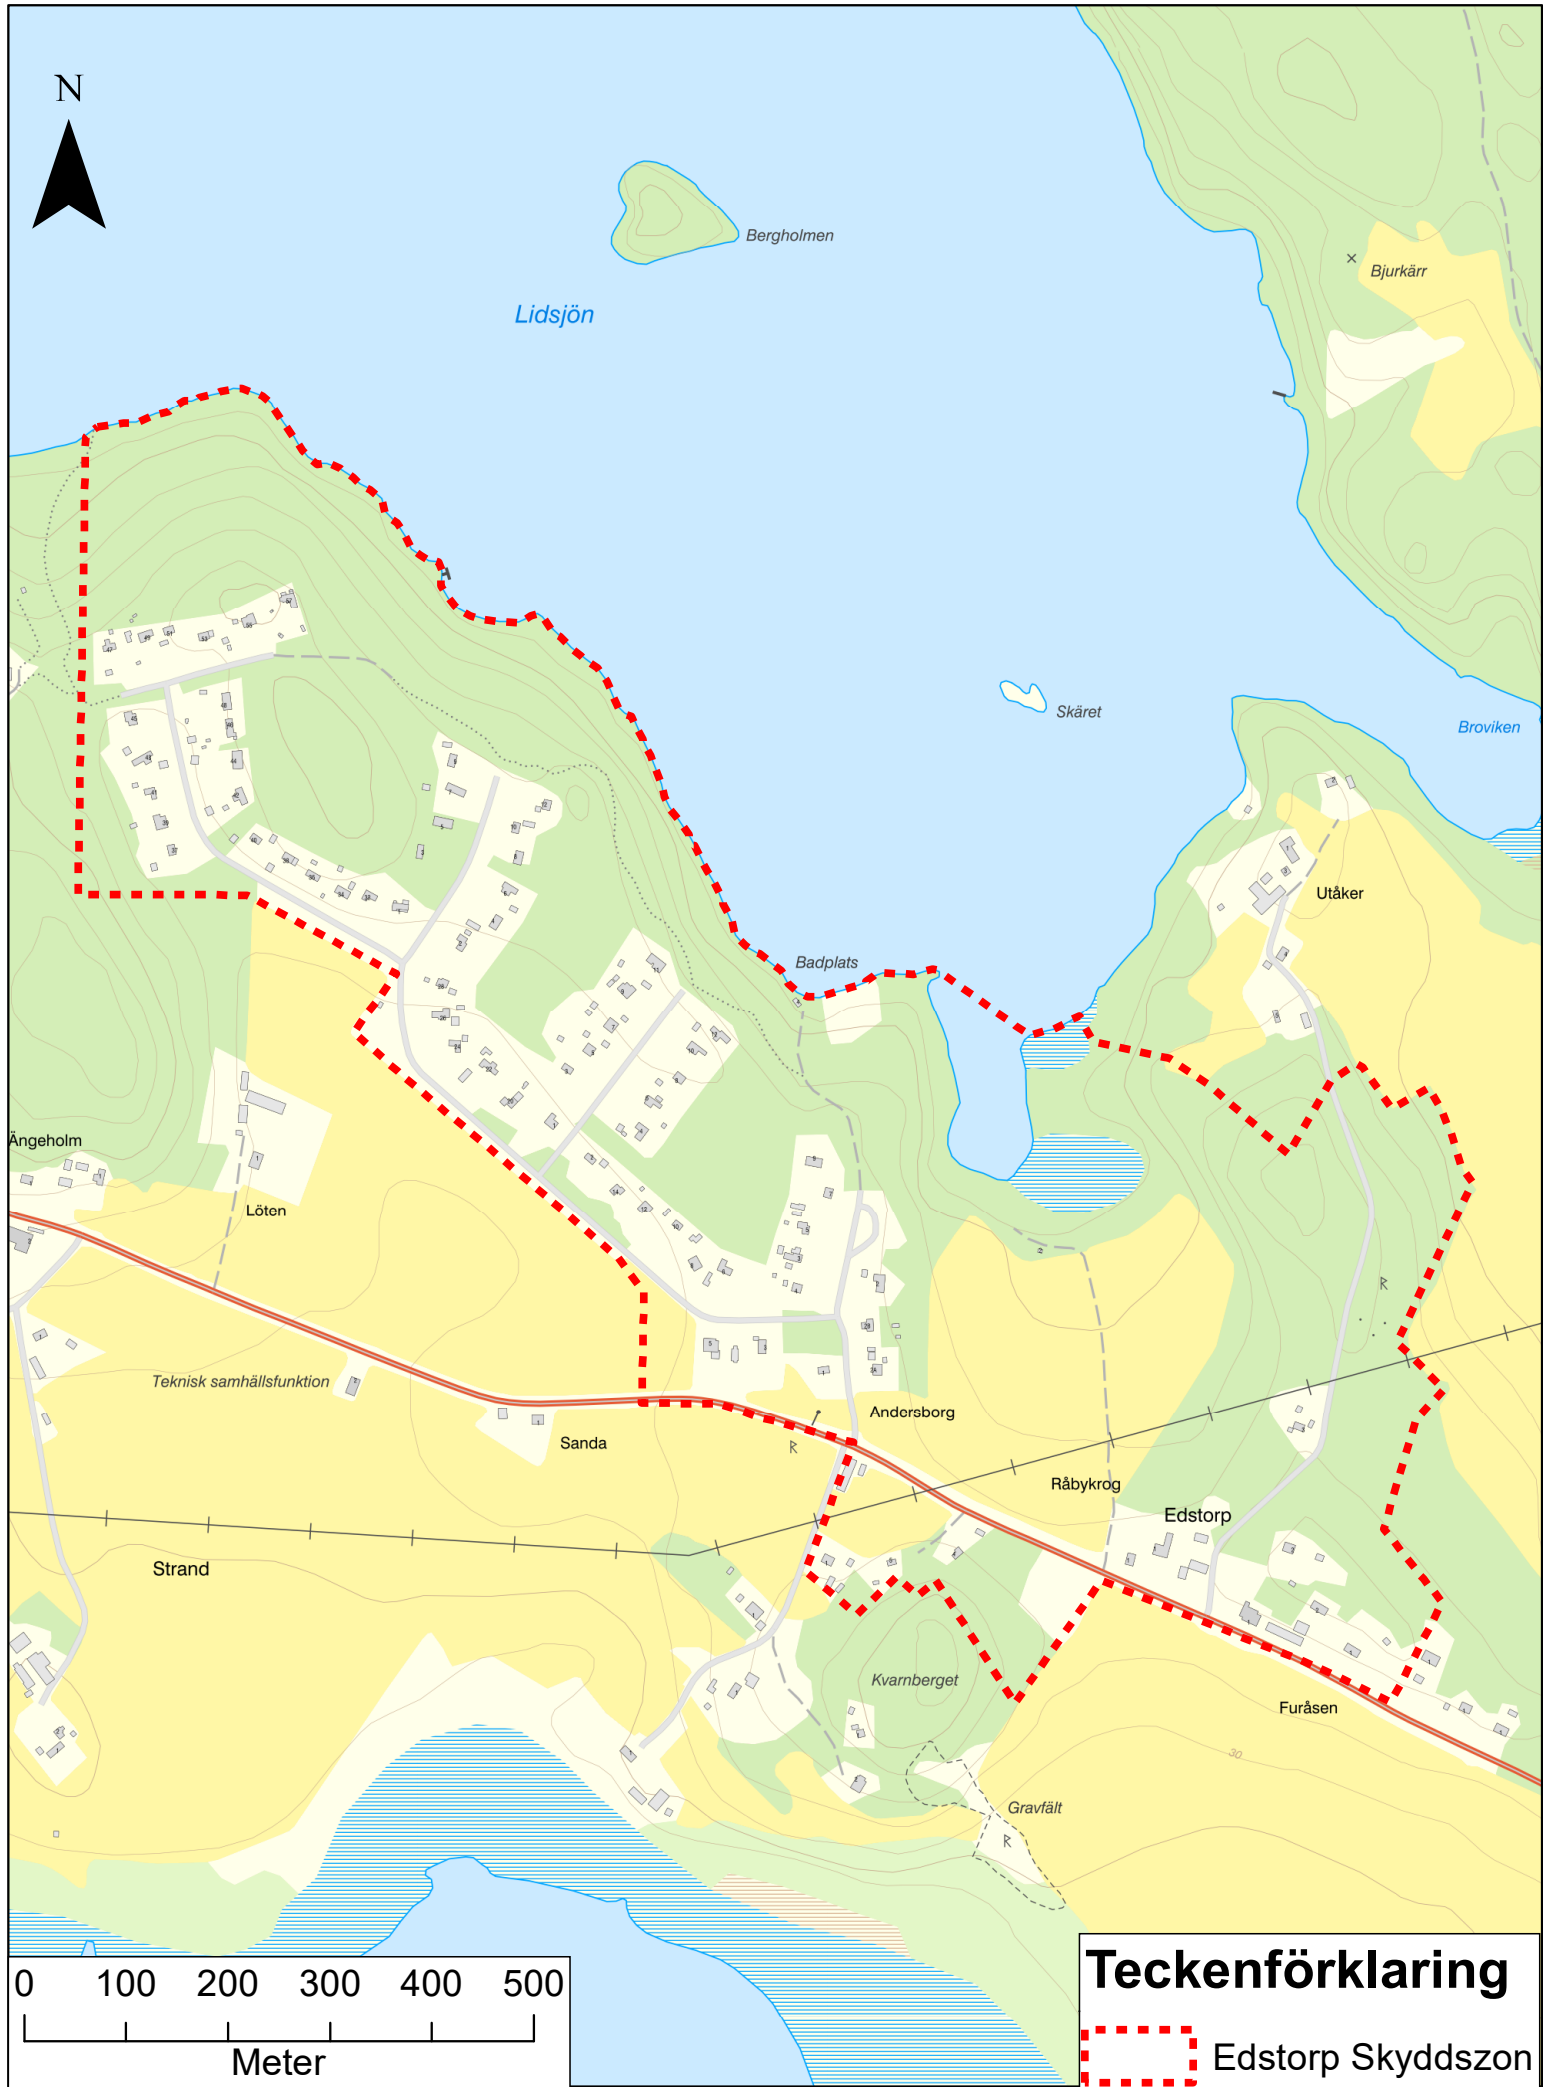 N
Bergholmen
Bjurkärr
Lidsjön
Skäret
Broviken
Utåker
Badplats
Ängeholm
Löten
Teknisk samhällsfunktion
Andersborg
Sanda
Råbykrog
Edstorp
Strand
Kvarnberget
Furåsen
30
Gravfält
R
0 100 200 300 400 500
Meter
Teckenförklaring
Edstorp Skyddszon